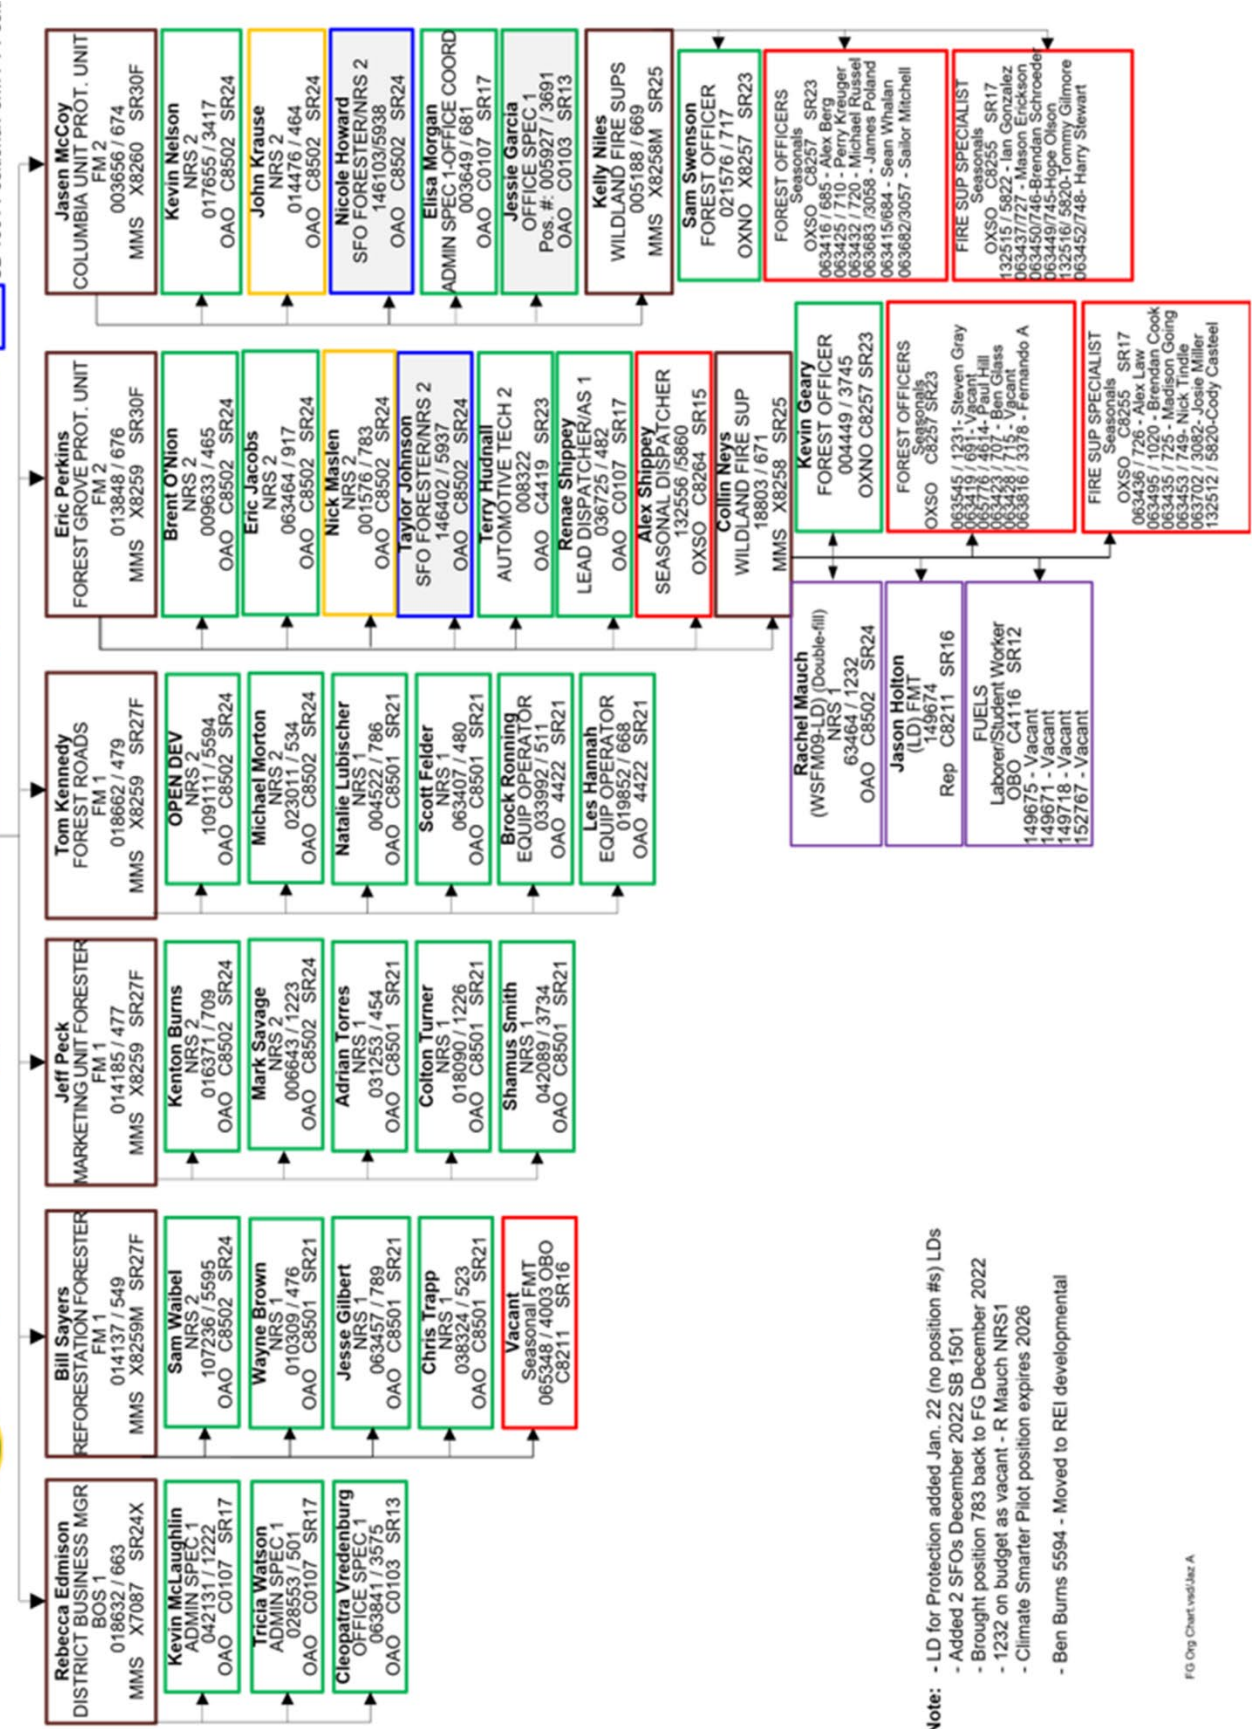 Rebecca Edmison
DISTRICT BUSINESS MGR
BOS 1
018632 / 663
MMS X7087 SR24X
Kevin McLaughlin
ADMIN SPEC 1
042131 / 1222
OAO C0107 SR17
Tricia Watson
ADMIN SPEC 1
028553 / 501
OAO C0107 SR17
Cleopatra Vredenburg
OFFICE SPEC 1
063841 / 3575
OAO C0103 SR13
Bill Sayers
REFORESTATION FORESTER
FM 1
014137 / 549
MMS X8259M SR27F
Sam Waibel
NRS 2
107236 / 5595
OAO C8502 SR24
Wayne Brown
NRS 1
010309 / 476
OAO C8501 SR21
Jesse Gilbert
NRS 1
063457 / 789
OAO C8501 SR21
Chris Trapp
NRS 1
038324 / 523
OAO C8501 SR21
Vacant
Seasonal FMT
065348 / 4003 OBO
C8211 SR16
Jeff Peck
MARKETING UNIT FORESTER
FM 1
014185 / 477
MMS X8259 SR27F
Kenton Burns
NRS 2
016371 / 709
OAO C8502 SR24
Mark Savage
NRS 2
006643 / 1223
OAO C8502 SR24
Adrian Torres
NRS 1
031253 / 454
OAO C8501 SR21
Colton Turner
NRS 1
018090 / 1226
OAO C8501 SR21
Shamus Smith
NRS 1
042089 / 3734
OAO C8501 SR21
Tom Kennedy
FOREST ROADS
FM 1
018662 / 479
MMS X8259 SR27F
OPEN DEV
NRS 2
109111 / 5594
OAO C8502 SR24
Michael Morton
NRS 2
023011 / 534
OAO C8502 SR24
Natalie Lubischer
NRS 1
004522 / 786
OAO C8501 SR21
Scott Felder
NRS 1
063407 / 480
OAO C8501 SR21
Brock Ronning
EQUIP OPERATOR
033992 / 511
OAO 4422 SR21
Les Hannah
EQUIP OPERATOR
019852 / 668
OAO 4422 SR21
Eric Perkins
FOREST GROVE PROT. UNIT
FM 2
013848 / 676
MMS X8259 SR30F
Brent O'Nion
NRS 2
009633 / 465
OAO C8502 SR24
Eric Jacobs
NRS 2
063464 / 917
OAO C8502 SR24
Nick Maslen
NRS 2
001576 / 783
OAO C8502 SR24
Taylor Johnson
SFO FORESTER/NRS 2
146402 / 5937
OAO C8502 SR24
Terry Hudnall
AUTOMOTIVE TECH 2
008322
OAO C4419 SR23
Renae Shippey
LEAD DISPATCHER/AS 1
036725 / 482
OAO C0107 SR17
Alex Shippey
SEASONAL DISPATCHER
132556 /5860
OXSO C8264 SR15
Collin Neys
WILDLAND FIRE SUP
18803 / 671
MMS X8258 SR25
Rachel Mauch
(WSFM09-LD) (Double-fill)
NRS 1
63464 / 1232
OAO C8502 SR24
Jason Holton
(LD) FMT
149674
Rep C8211 SR16
FUELS
Laborer/Student Worker
OBO C4116 SR12
149675 - Vacant
149671 - Vacant
149718 - Vacant
152767 - Vacant
Kevin Geary
FOREST OFFICER
004449 / 3745
OXNO C8257 SR23
FOREST OFFICERS
Seasonals
OXSO C8257 SR23
063545 / 1231- Steven Gray
063419 / 691- Vacant
065776 / 4614- Paul Hill
063423 / 707 - Ben Glass
063428 / 715 - Vacant
063816 / 3378 - Fernando A
FIRE SUP SPECIALIST
Seasonals
OXSO C8255 SR17
063436 / 726 - Alex Law
063495 / 1020 - Brendan Cook
063435 / 725 - Madison Going
063453 / 749- Nick Tindle
063702 / 3082- Josie Miller
132512 / 5820-Cody Casteel
Jasen McCoy
COLUMBIA UNIT PROT. UNIT
FM 2
003656 / 674
MMS X8260 SR30F
Kevin Nelson
NRS 2
017655 / 3417
OAO C8502 SR24
John Krause
NRS 2
014476 / 464
OAO C8502 SR24
Nicole Howard
SFO FORESTER/NRS 2
146103/5938
OAO C8502 SR24
Elisa Morgan
ADMIN SPEC 1-OFFICE COORD
003649 / 681
OAO C0107 SR17
Jessie Garcia
OFFICE SPEC 1
Pos. #: 005927 / 3691
OAO C0103 SR13
Kelly Niles
WILDLAND FIRE SUPS
005188 / 669
MMS X8258M SR25
Sam Swenson
FOREST OFFICER
021576 / 717
OXNO X8257 SR23
FOREST OFFICERS
Seasonals
OXSO C8257 SR23
063416 / 685 - Alex Berg
063425 / 710 - Perry Kreuger
063432 / 720 - Michael Russel
063683 /3058 - James Poland
063415/684 - Sean Whalan
063682/3057 - Sailor Mitchell
FIRE SUP SPECIALIST
Seasonals
OXSO C8255 SR17
132515 / 5822 - Ian Gonzalez
063437/727 - Mason Erickson
063450/746-Brendan Schroeder
063449/745-Hope Olson
132516/ 5820-Tommy Gilmore
063452/748- Harry Stewart
Note: - LD for Protection added Jan. 22 (no position #s) LDs
- Added 2 SFOs December 2022 SB 1501
- Brought position 783 back to FG December 2022
- 1232 on budget as vacant - R Mauch NRS1
- Climate Smarter Pilot position expires 2026
- Ben Burns 5594 - Moved to REI developmental
FG Org Chart.vsd/Jaz A